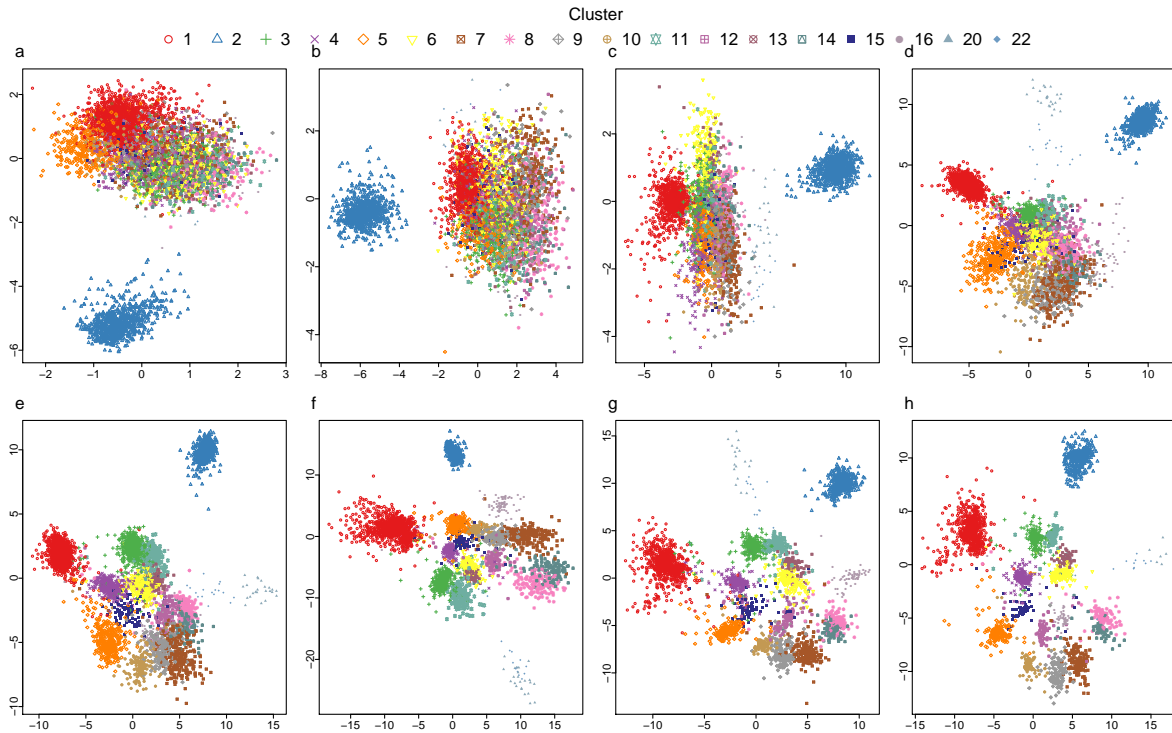 Cluster
1 2 3 4 5 6 7 8 9 10 11 12 13 14 15 16 20 22
a b c d
2 0 −2 −4 −6
−2 −1 0 1 2 3
2 0 −2 −4
−8 −6 −4 −2 0 2 4
2 0 −2 −4
−5 0 5 10
10 5 0 −5 −10
−5 0 5 10
e f g h
10 5 0 −5 −10
−10 −5 0 5 10 15
10 0 −10 −20
−15 −10 −5 0 5 10 15
15 10 5 0 −5 −10
−10 −5 0 5 10
10 5 0 −5 −10
−15 −10 −5 0 5 10 15